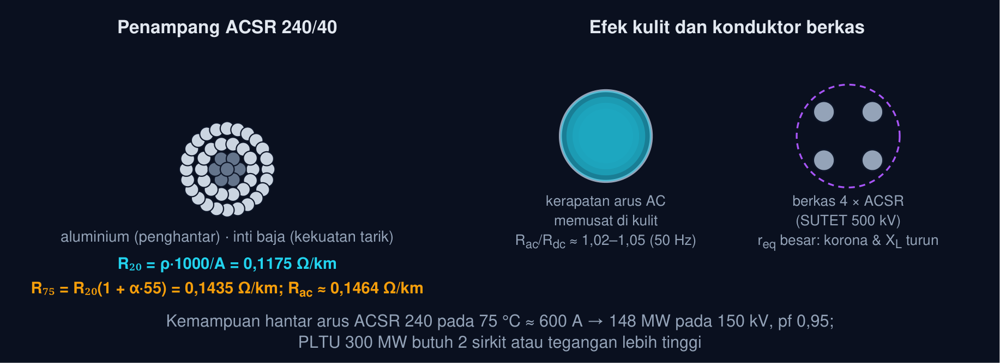 Penampang ACSR 240/40
aluminium (penghantar) · inti baja (kekuatan tarik)
R₂₀ = ρ·1000/A = 0,1175 Ω/km
R₇₅ = R₂₀(1 + α·55) = 0,1435 Ω/km; Rac ≈ 0,1464 Ω/km
Efek kulit dan konduktor berkas
kerapatan arus AC
memusat di kulit
Rac/Rdc ≈ 1,02–1,05 (50 Hz)
berkas 4 × ACSR
(SUTET 500 kV)
req besar: korona & XL turun
Kemampuan hantar arus ACSR 240 pada 75 °C ≈ 600 A → 148 MW pada 150 kV, pf 0,95;
PLTU 300 MW butuh 2 sirkit atau tegangan lebih tinggi